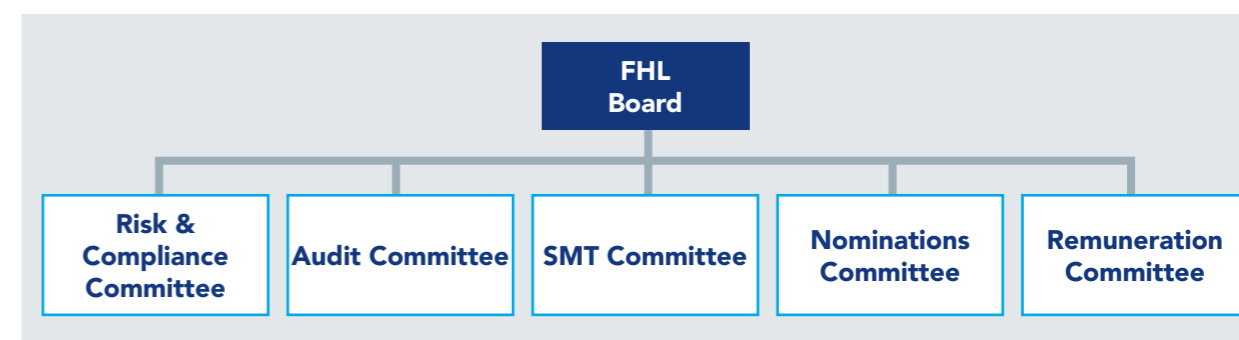 FHL
Board
Risk &
Compliance
Committee
Audit Committee
SMT Committee
Nominations
Committee
Remuneration
Committee